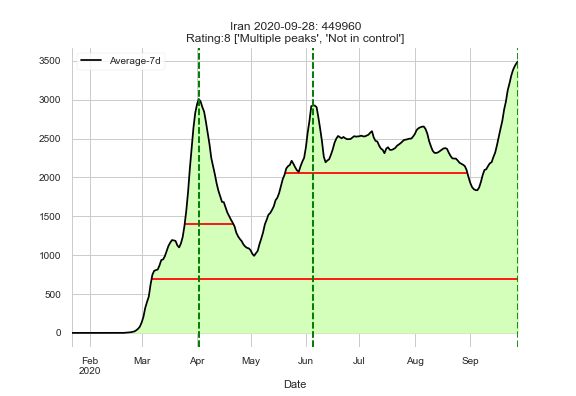 Iran 2020-09-28: 449960
Rating:8 ['Multiple peaks', 'Not in control']
Average-7d
3500
3000
2500
2000
1500
1000
500
0
Feb Mar Apr May Jun Jul Aug Sep
2020
Date